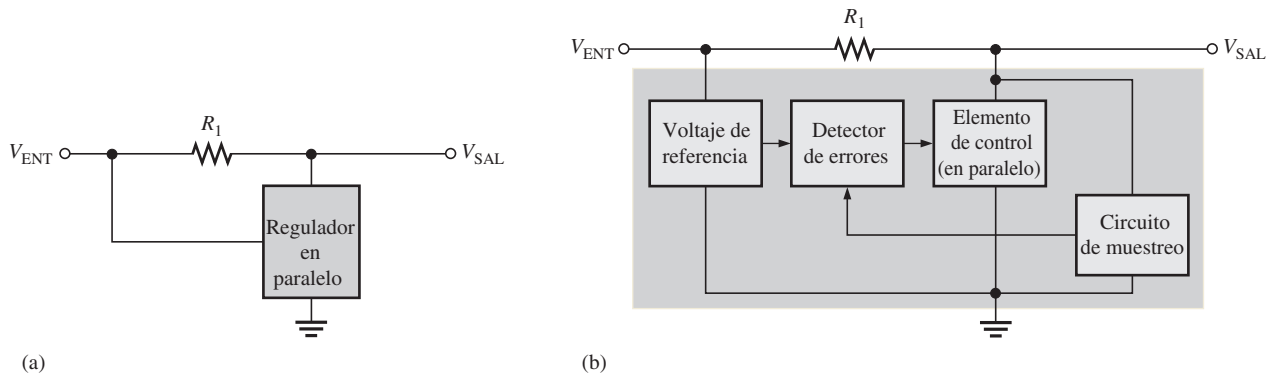 R1
VENT
VSAL
Regulador
en
paralelo
(a)
R1
VENT
VSAL
Voltaje de
referencia
Detector
de errores
Elemento
de control
(en paralelo)
Circuito
de muestreo
(b)